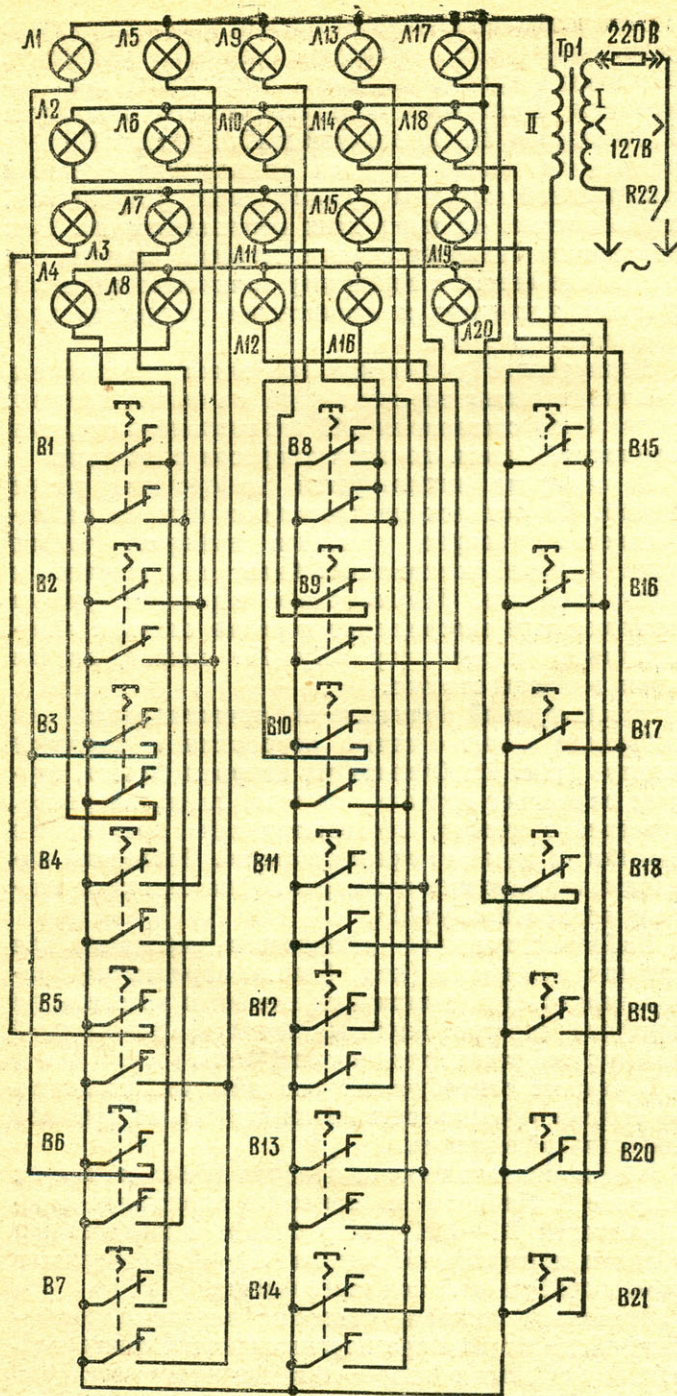 Л1 Л5 Л9 Л13 Л17 Тр1 220В
Л2 Л6 Л10 Л14 Л18 II I
127В
R22
Л3 Л7 Л11 Л15 Л19
~
Л4 Л8 Л12 Л16 Л20
В1 В8 В15
В2 В9 В16
В3 В10 В17
В4 В11 В18
В5 В12 В19
В6 В13 В20
В7 В14 В21